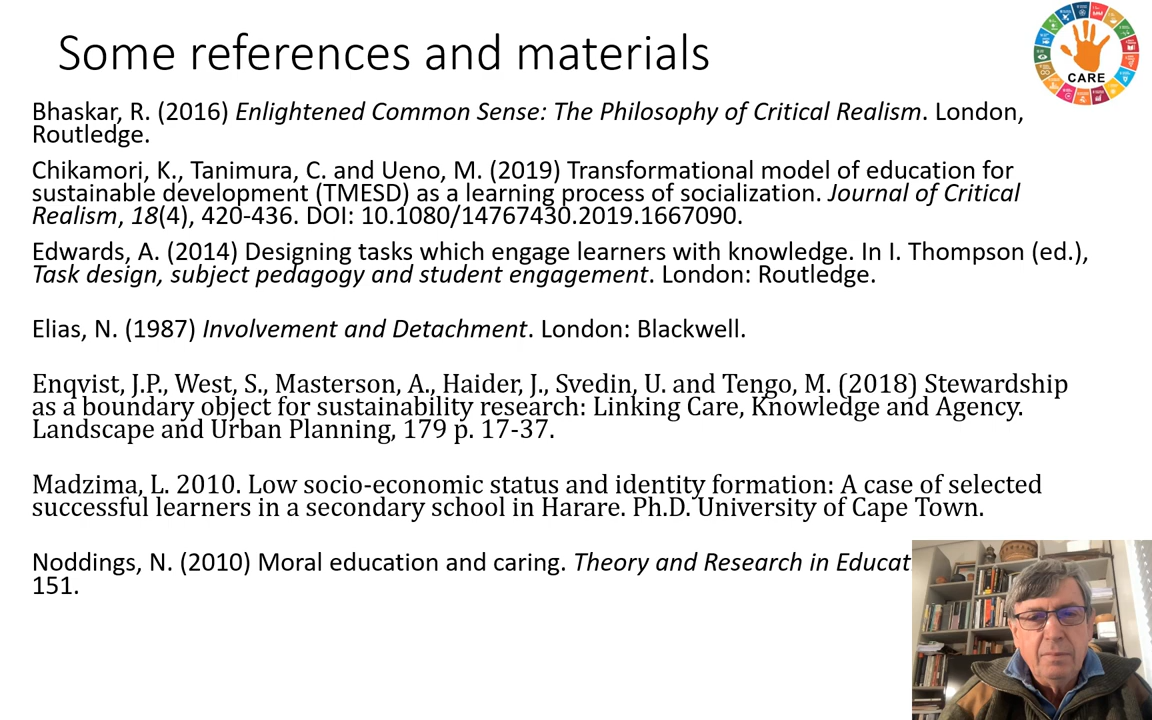 Some references and materials
CARE
Bhaskar, R. (2016) Enlightened Common Sense: The Philosophy of Critical Realism. London,
Routledge.
Chikamori, K., Tanimura, C. and Ueno, M. (2019) Transformational model of education for
sustainable development (TMESD) as a learning process of socialization. Journal of Critical
Realism, 18(4), 420-436. DOI: 10.1080/14767430.2019.1667090.
Edwards, A. (2014) Designing tasks which engage learners with knowledge. In I. Thompson (ed.),
Task design, subject pedagogy and student engagement. London: Routledge.
Elias, N. (1987) Involvement and Detachment. London: Blackwell.
Enqvist, J.P., West, S., Masterson, A., Haider, J., Svedin, U. and Tengo, M. (2018) Stewardship
as a boundary object for sustainability research: Linking Care, Knowledge and Agency.
Landscape and Urban Planning, 179 p. 17-37.
Madzima, L. 2010. Low socio-economic status and identity formation: A case of selected
successful learners in a secondary school in Harare. Ph.D. University of Cape Town.
Noddings, N. (2010) Moral education and caring. Theory and Research in
151.